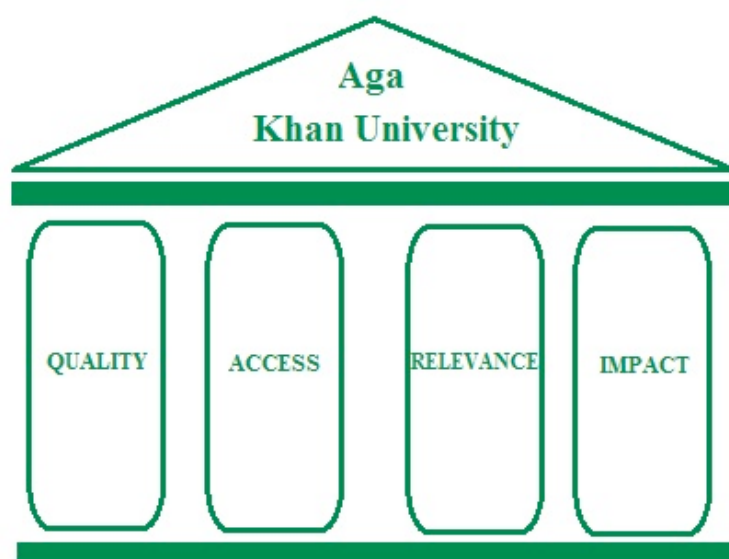 Aga
Khan University
QUALITY
ACCESS
RELEVANCE
IMPACT